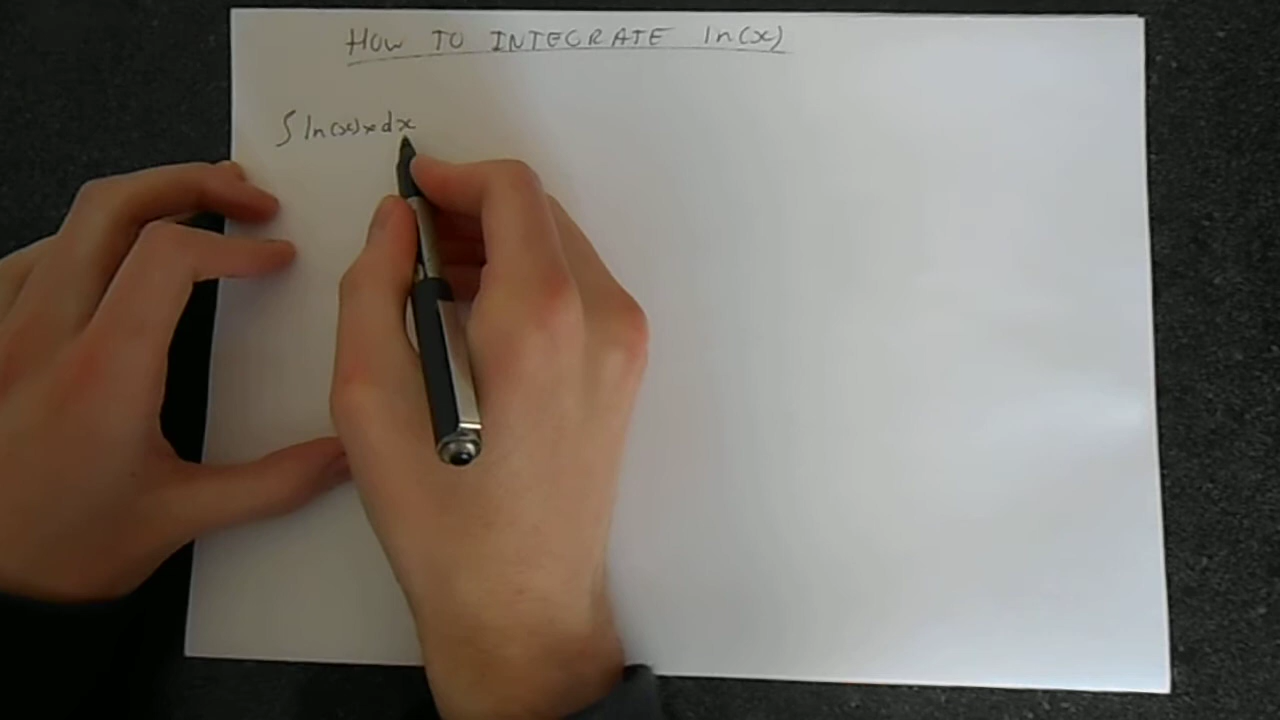 HOW TO INTEGRATE ln(x)
∫ ln(x) × dx